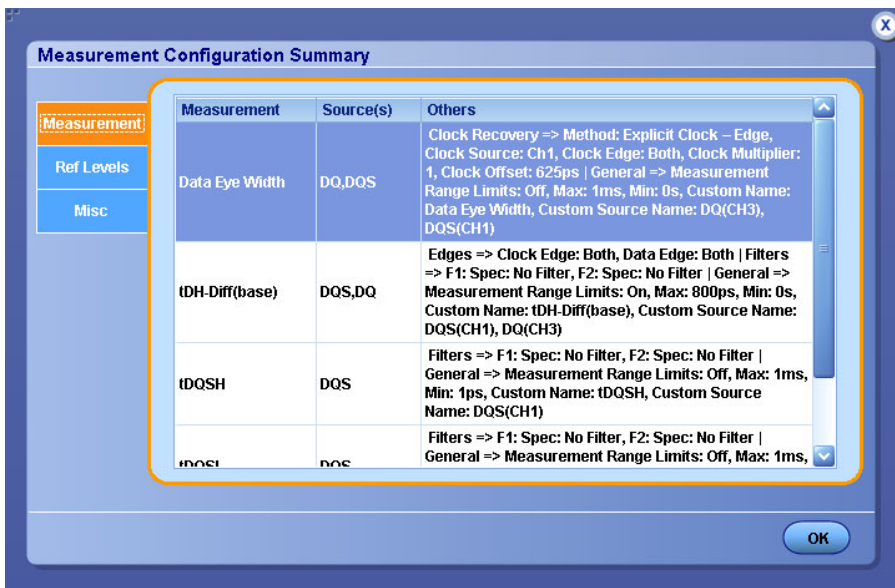 X
Measurement Configuration Summary
Measurement
Ref Levels
Misc
Measurement Source(s) Others
Data Eye Width DQ,DQS
Clock Recovery => Method: Explicit Clock – Edge,
Clock Source: Ch1, Clock Edge: Both, Clock Multiplier:
1, Clock Offset: 625ps | General => Measurement
Range Limits: Off, Max: 1ms, Min: 0s, Custom Name:
Data Eye Width, Custom Source Name: DQ(CH3),
DQS(CH1)
tDH-Diff(base) DQS,DQ
Edges => Clock Edge: Both, Data Edge: Both | Filters
=> F1: Spec: No Filter, F2: Spec: No Filter | General =>
Measurement Range Limits: On, Max: 800ps, Min: 0s,
Custom Name: tDH-Diff(base), Custom Source Name:
DQS(CH1), DQ(CH3)
tDQSH DQS
Filters => F1: Spec: No Filter, F2: Spec: No Filter |
General => Measurement Range Limits: Off, Max: 1ms,
Min: 1ps, Custom Name: tDQSH, Custom Source
Name: DQS(CH1)
DQS
Filters => F1: Spec: No Filter, F2: Spec: No Filter |
General => Measurement Range Limits: Off, Max: 1ms,
OK